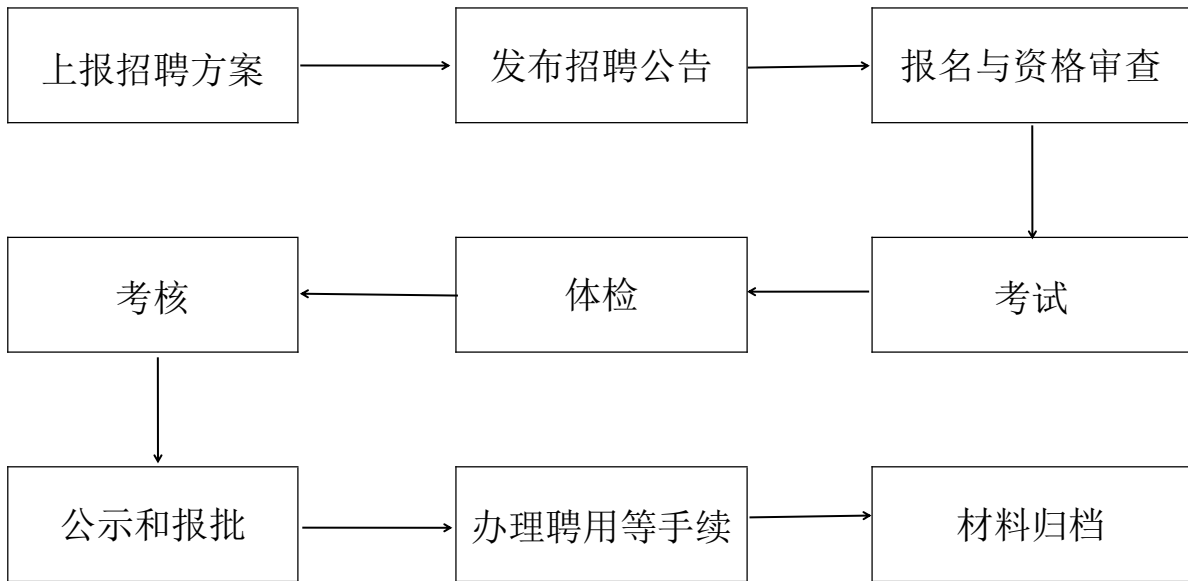 上报招聘方案
发布招聘公告
报名与资格审查
考试
体检
考核
公示和报批
办理聘用等手续
材料归档